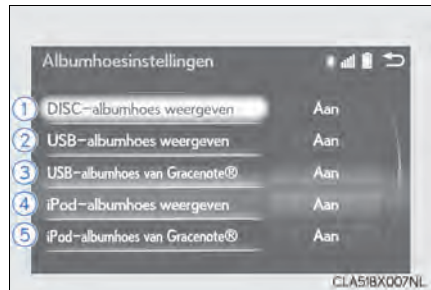 Albumhoesinstellingen
1 DISC-albumhoes weergeven Aan
2 USB-albumhoes weergeven Aan
3 USB-albumhoes van Gracenote® Aan
4 iPod-albumhoes weergeven Aan
5 iPod-albumhoes van Gracenote® Aan
CLA518X007NL